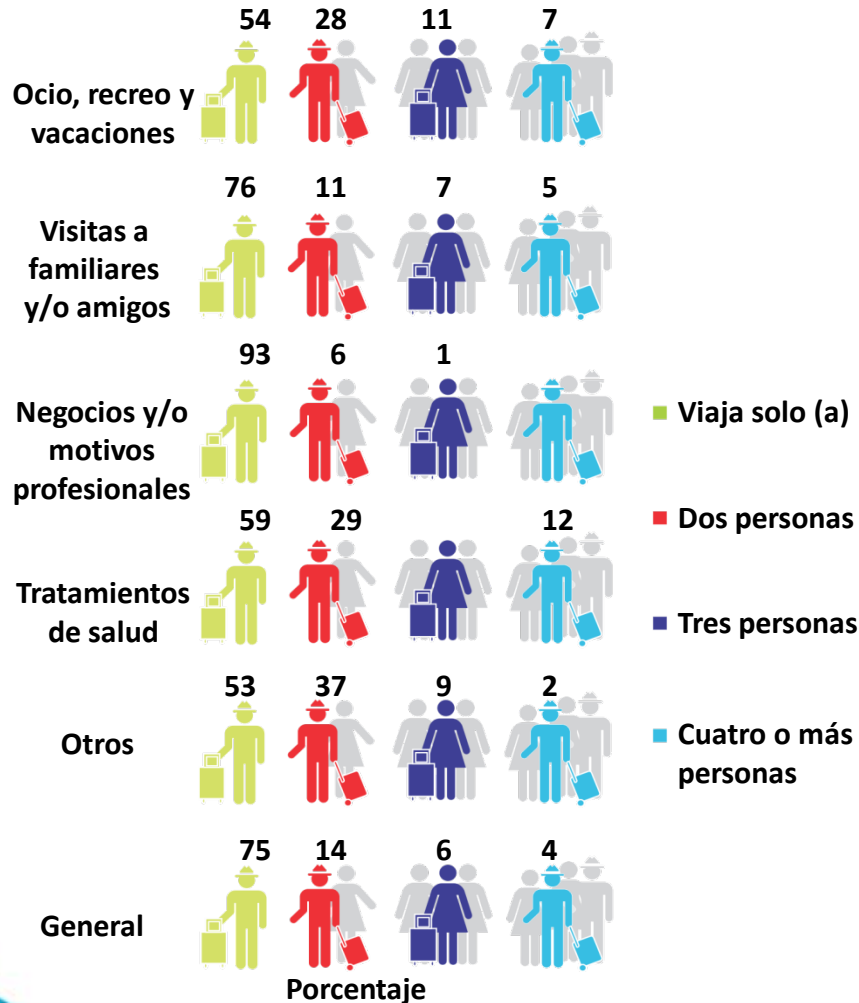 54 28 11 7
Ocio, recreo y
vacaciones
76 11 7 5
Visitas a
familiares
y/o amigos
93 6 1
Negocios y/o
motivos
profesionales
59 29 12
Tratamientos
de salud
53 37 9 2
Otros
75 14 6 4
General
Porcentaje
Viaja solo (a)
Dos personas
Tres personas
Cuatro o más
personas